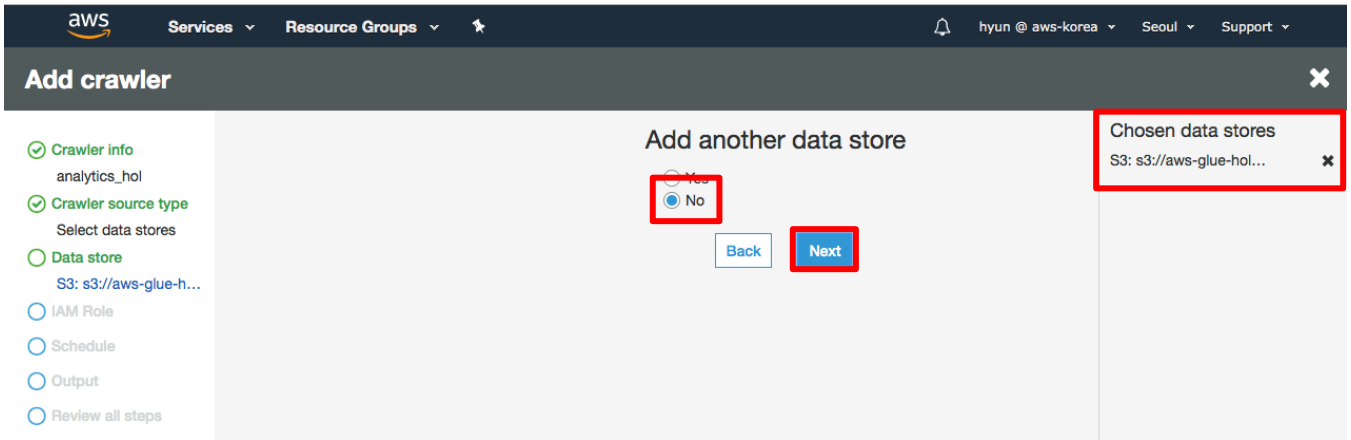 aws Services Resource Groups hyun @ aws-korea Seoul Support
Add crawler
Crawler info
analytics_hol
Crawler source type
Select data stores
Data store
S3: s3://aws-glue-h...
IAM Role
Schedule
Output
Review all steps
Add another data store
Yes
No
Back Next
Chosen data stores
S3: s3://aws-glue-hol...